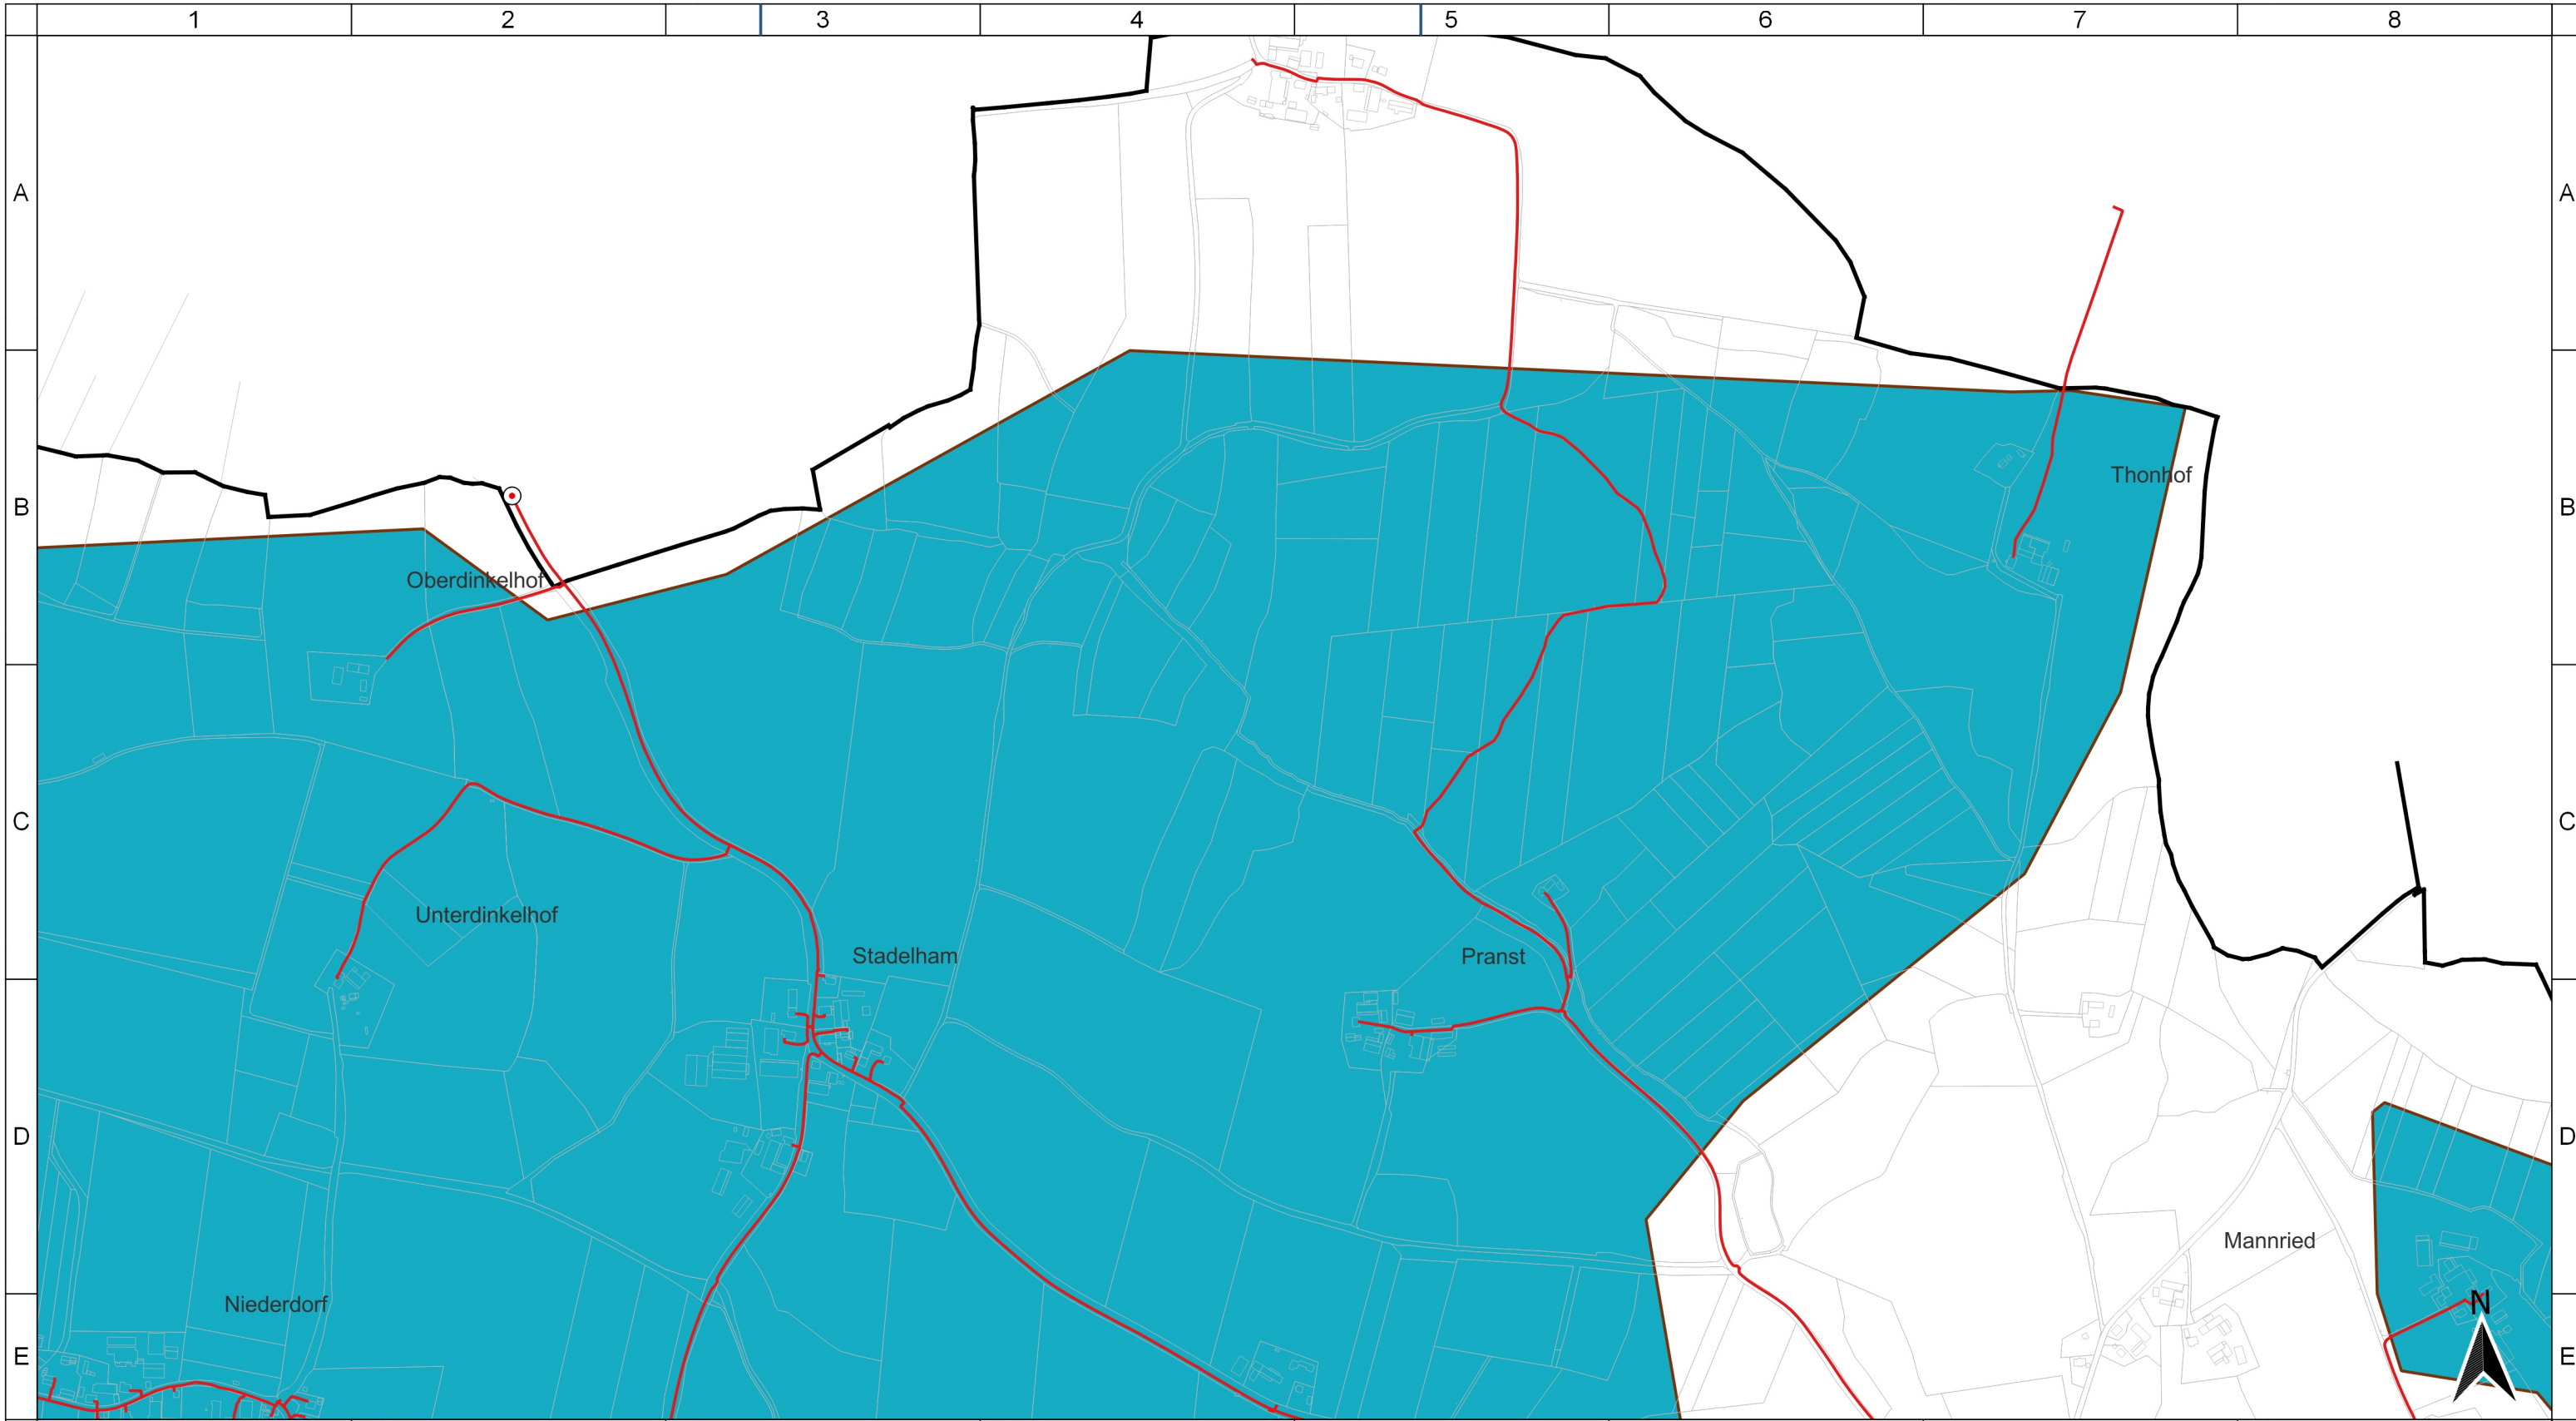 1 2 3 4 5 6 7 8
A A
B Thonhof B
Oberdinkelhof
C C
Unterdinkelhof
Stadelham Pranst
D D
Mannried
Niederdorf
N
E E